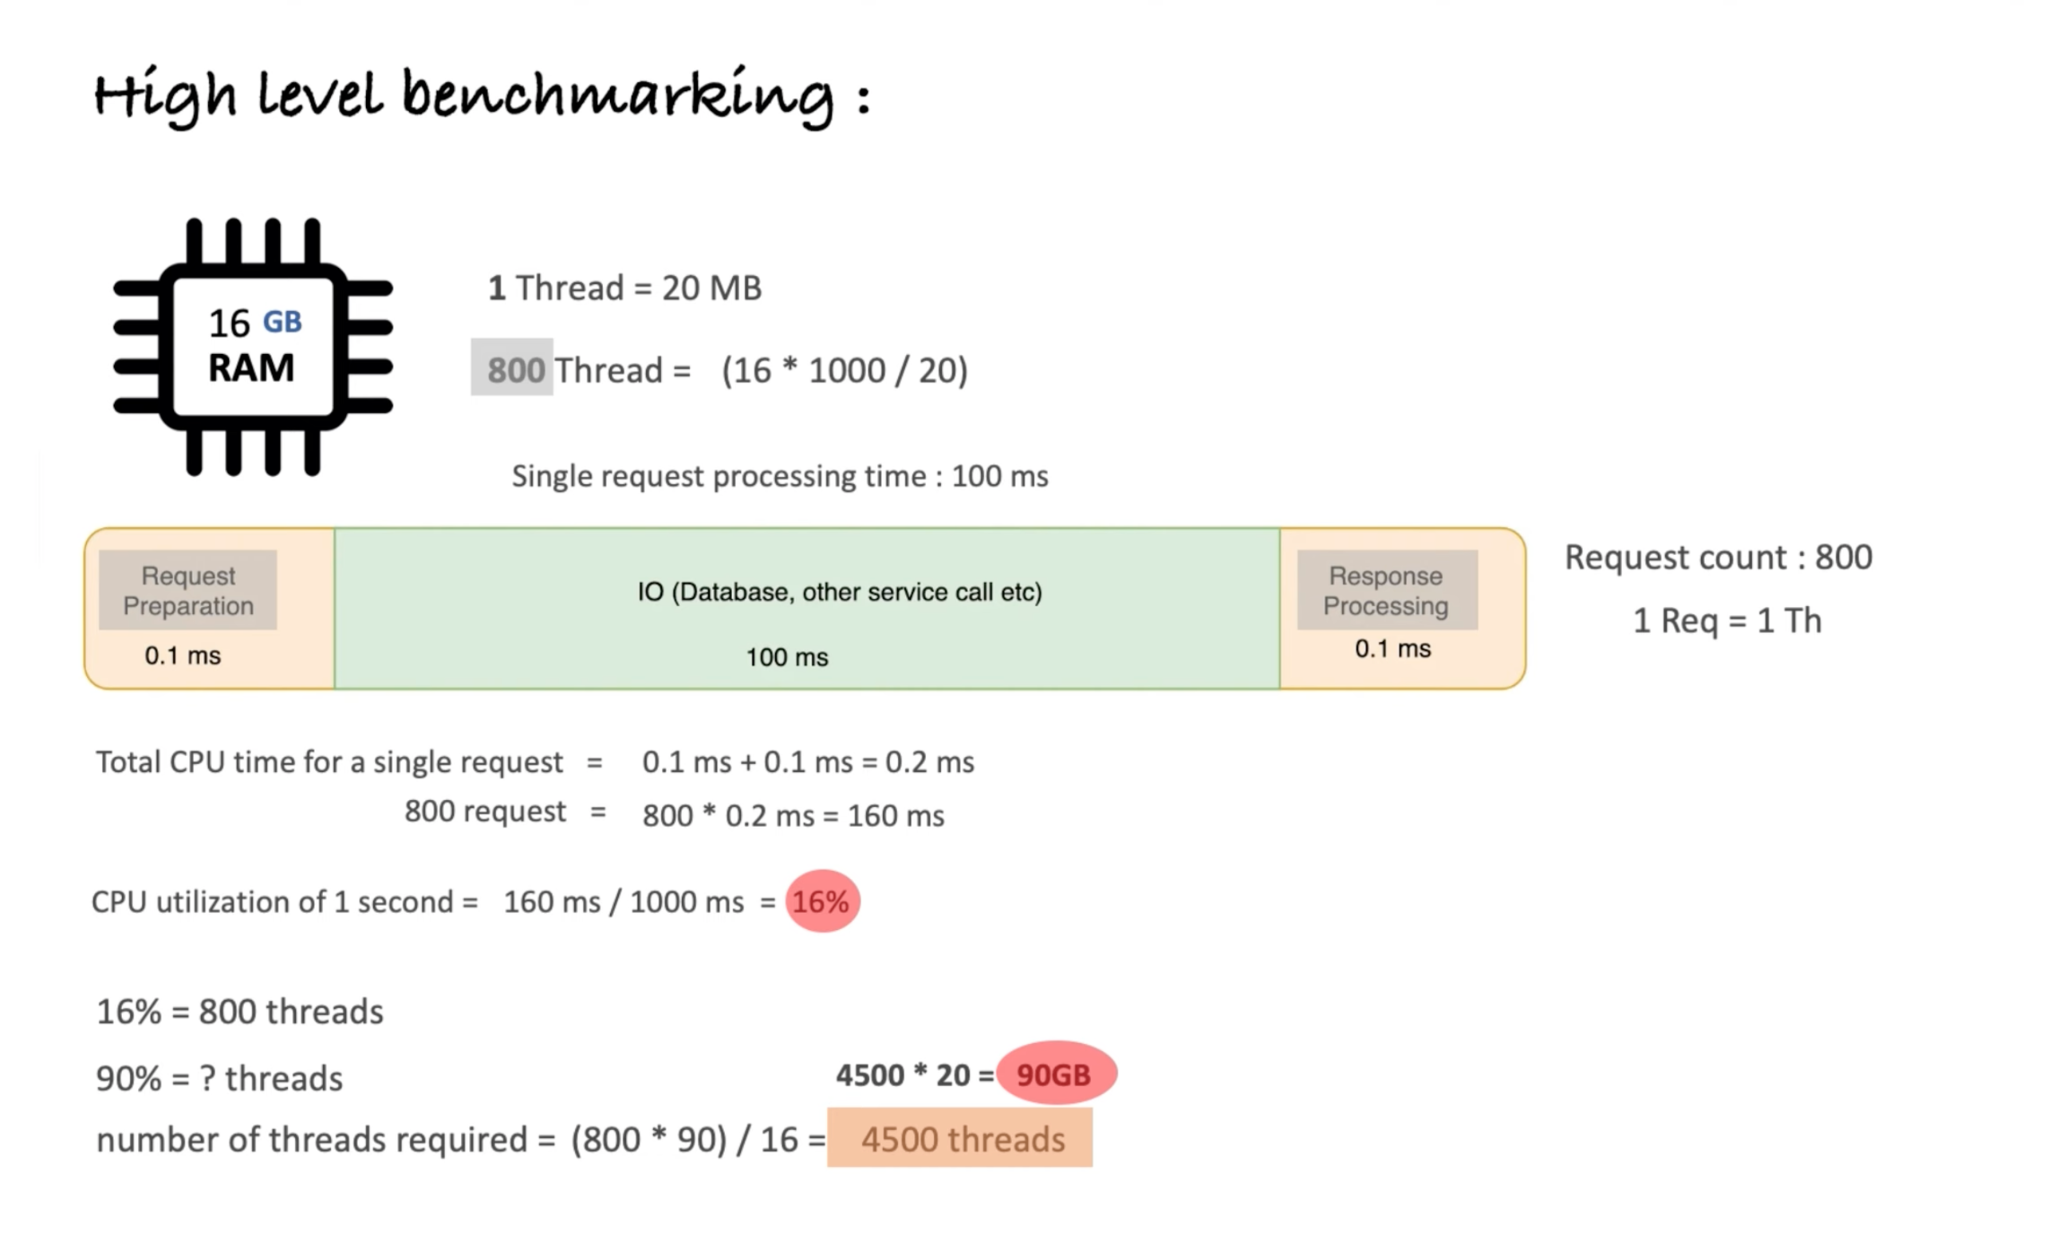 High level benchmarking :
16 GB
RAM
1 Thread = 20 MB
800 Thread = (16 * 1000 / 20)
Single request processing time : 100 ms
Request
Preparation
0.1 ms
IO (Database, other service call etc)
100 ms
Response
Processing
0.1 ms
Request count : 800
1 Req = 1 Th
Total CPU time for a single request = 0.1 ms + 0.1 ms = 0.2 ms
800 request = 800 * 0.2 ms = 160 ms
CPU utilization of 1 second = 160 ms / 1000 ms = 16%
16% = 800 threads
90% = ? threads
4500 * 20 = 90GB
number of threads required = (800 * 90) / 16 = 4500 threads